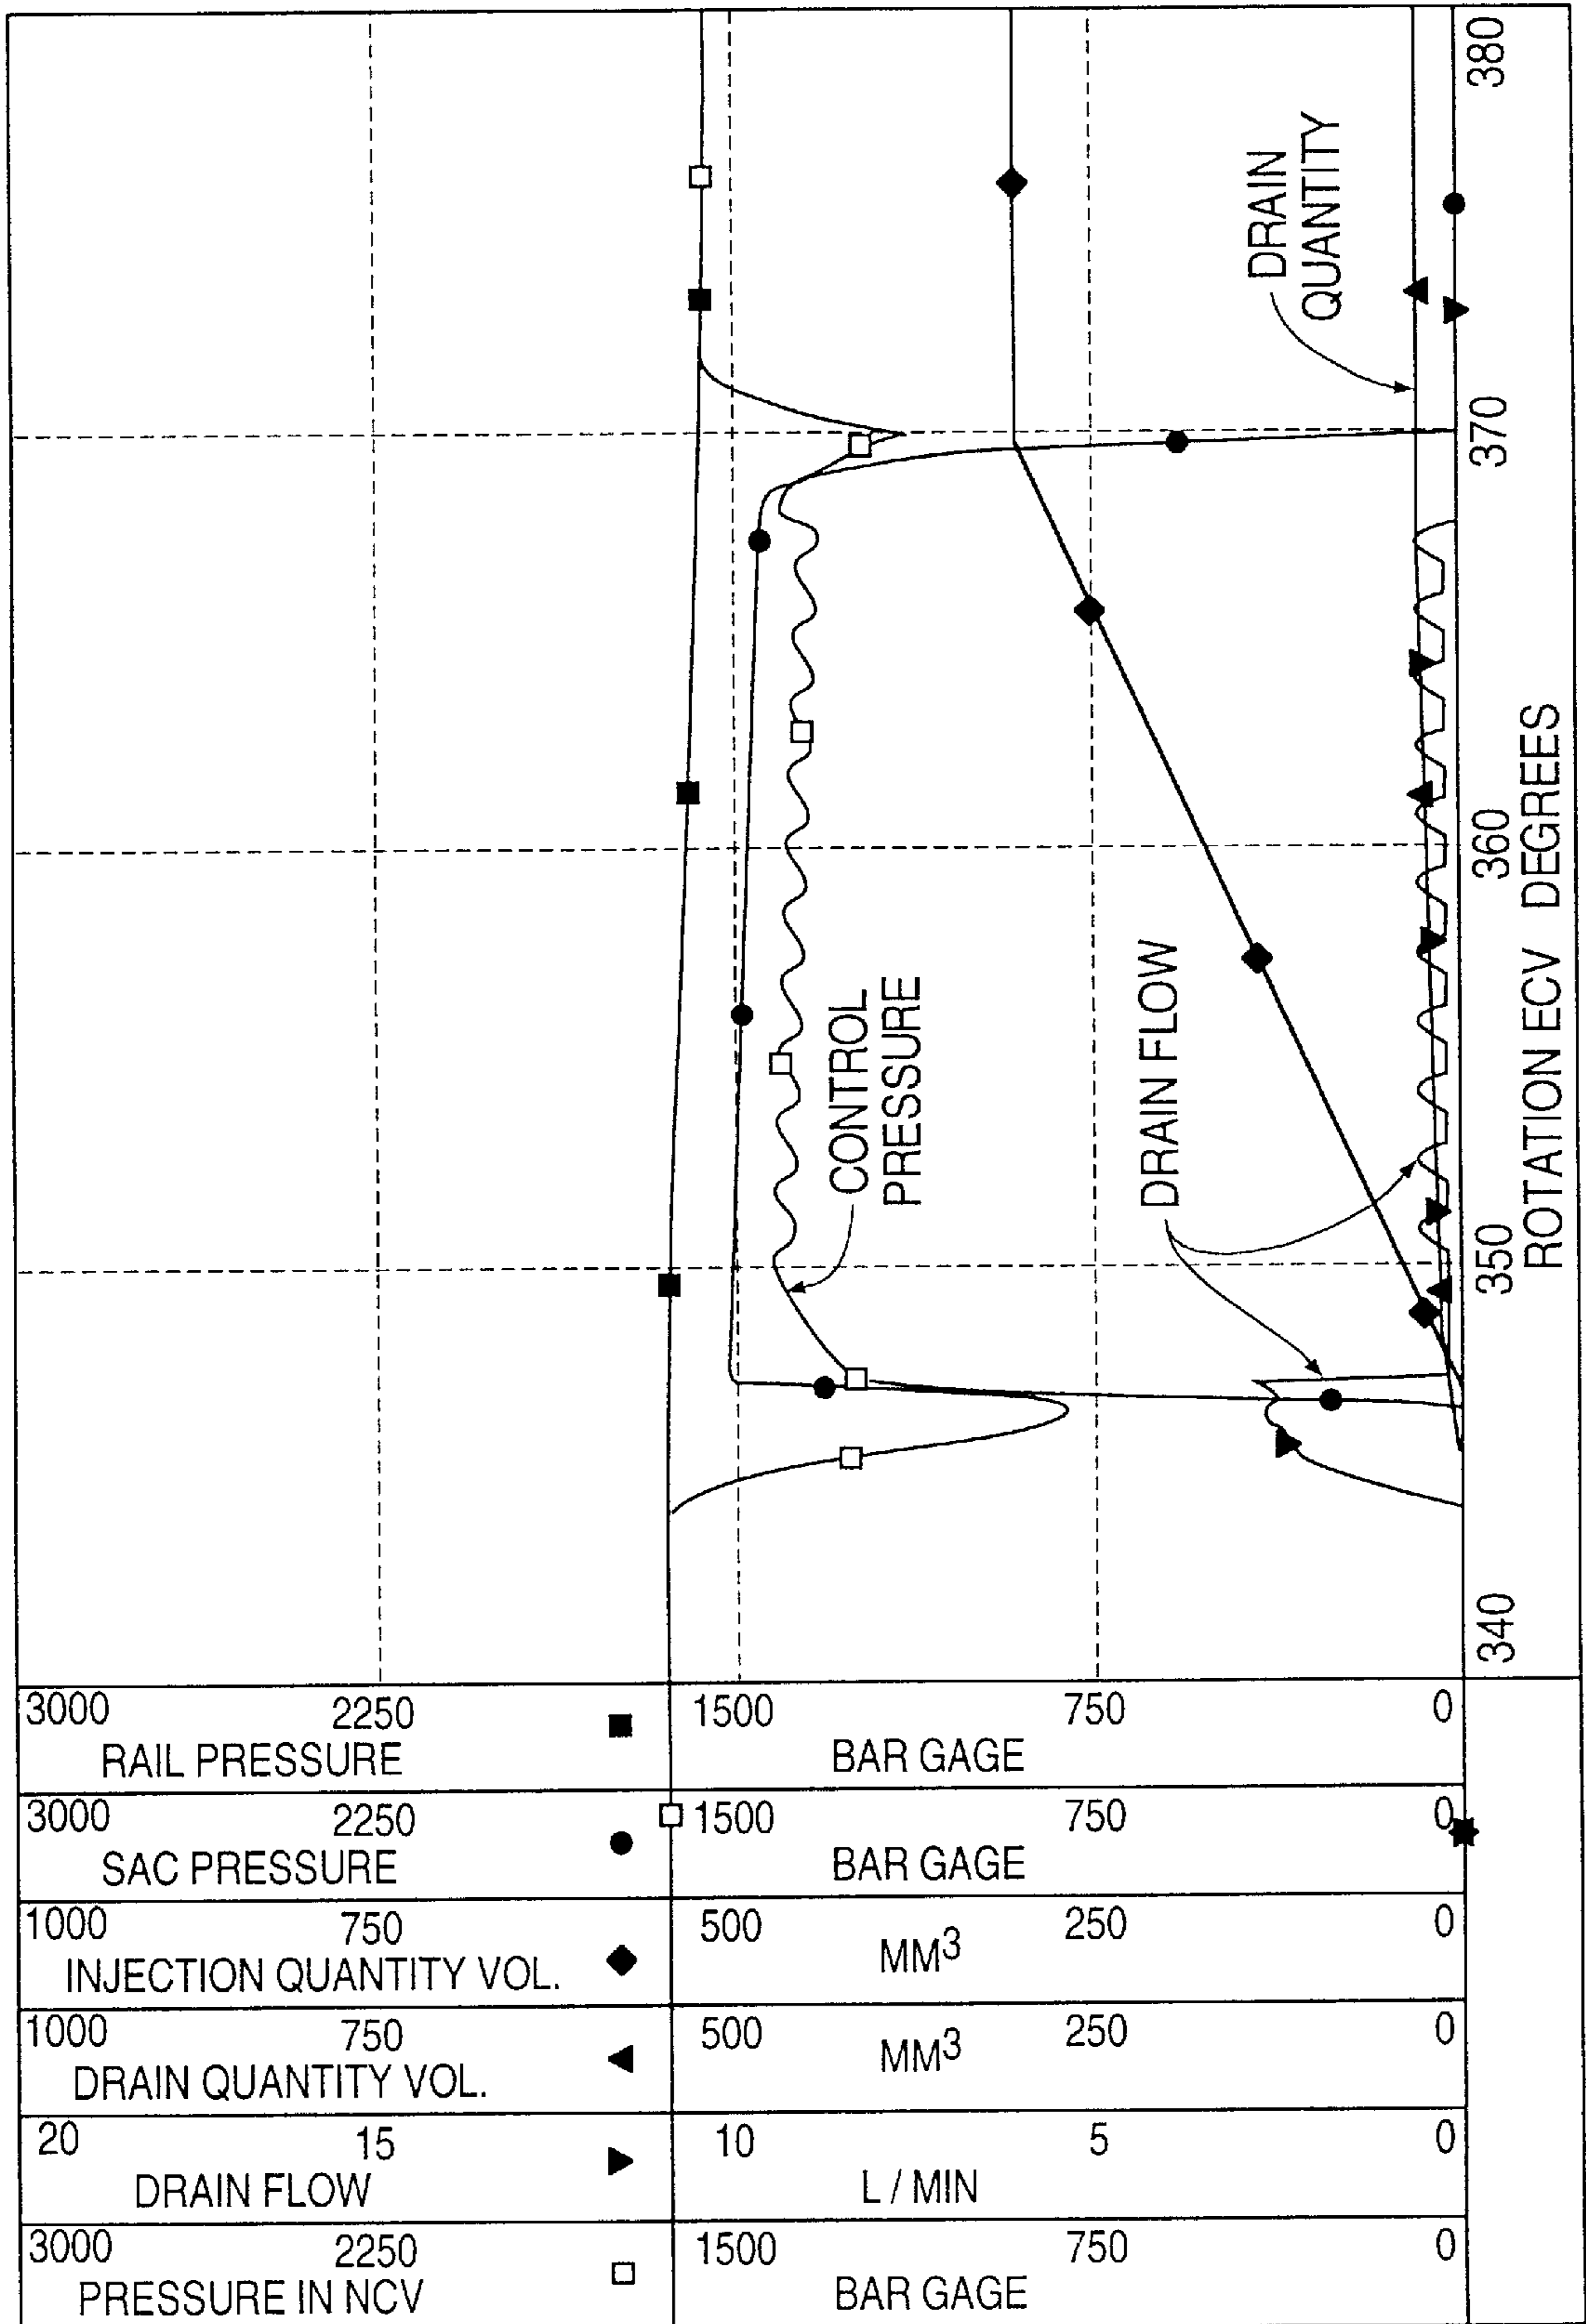 DRAIN
QUANTITY
CONTROL
PRESSURE
DRAIN FLOW
380
370
360
350
340
ROTATION ECV DEGREES
3000 2250 1500 750 0
RAIL PRESSURE BAR GAGE
3000 2250 1500 750 0
SAC PRESSURE BAR GAGE
1000 750 500 250 0
INJECTION QUANTITY VOL. MM3
1000 750 500 250 0
DRAIN QUANTITY VOL. MM3
20 15 10 5 0
DRAIN FLOW L / MIN
3000 2250 1500 750 0
PRESSURE IN NCV BAR GAGE